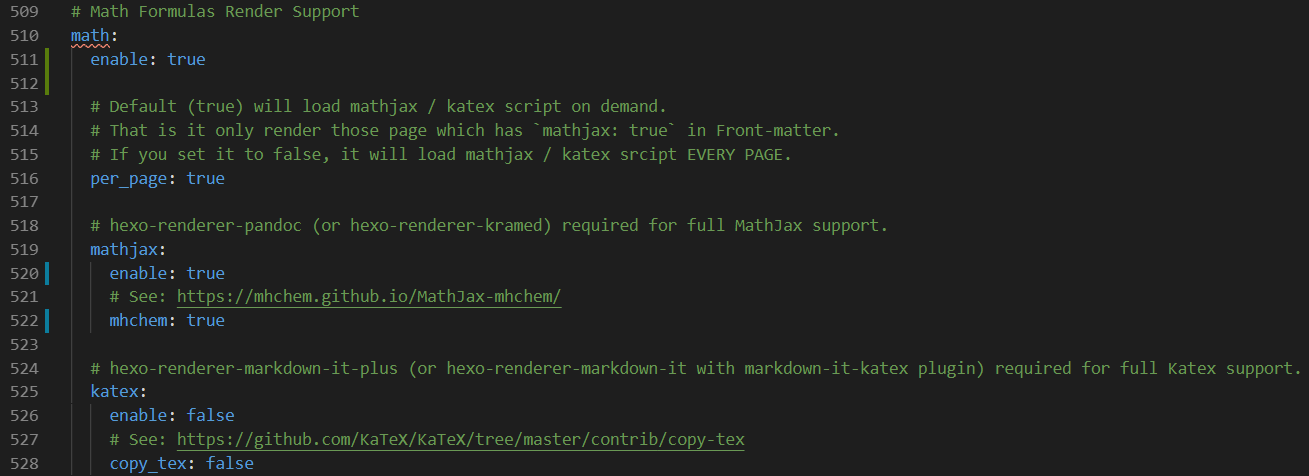 509 # Math Formulas Render Support
510 math:
511   enable: true
512
513   # Default (true) will load mathjax / katex script on demand.
514   # That is it only render those page which has `mathjax: true` in Front-matter.
515   # If you set it to false, it will load mathjax / katex srcipt EVERY PAGE.
516   per_page: true
517
518   # hexo-renderer-pandoc (or hexo-renderer-kramed) required for full MathJax support.
519   mathjax:
520     enable: true
521     # See: https://mhchem.github.io/MathJax-mhchem/
522     mhchem: true
523
524   # hexo-renderer-markdown-it-plus (or hexo-renderer-markdown-it with markdown-it-katex plugin) required for full Katex support.
525   katex:
526     enable: false
527     # See: https://github.com/KaTeX/KaTeX/tree/master/contrib/copy-tex
528     copy_tex: false